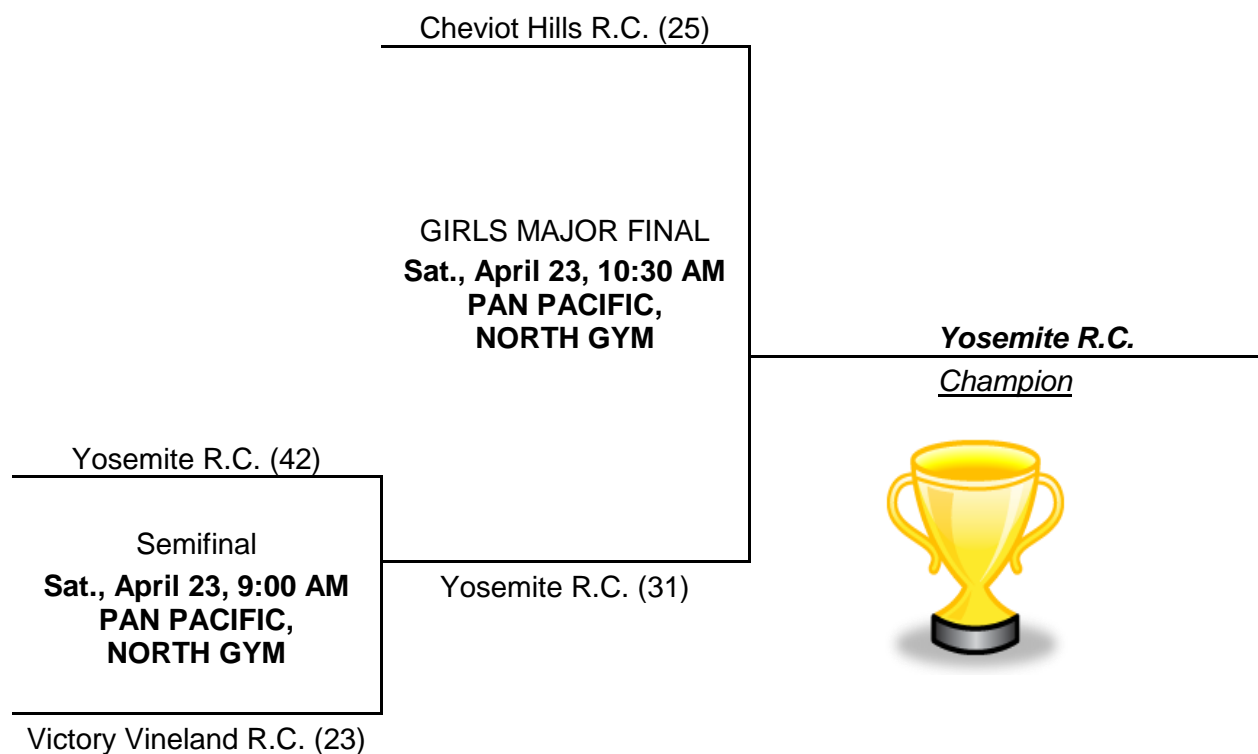 Cheviot Hills R.C. (25)
GIRLS MAJOR FINAL
Sat., April 23, 10:30 AM
PAN PACIFIC,
NORTH GYM
Yosemite R.C.
Champion
Yosemite R.C. (42)
Semifinal
Sat., April 23, 9:00 AM
PAN PACIFIC,
NORTH GYM
Yosemite R.C. (31)
Victory Vineland R.C. (23)